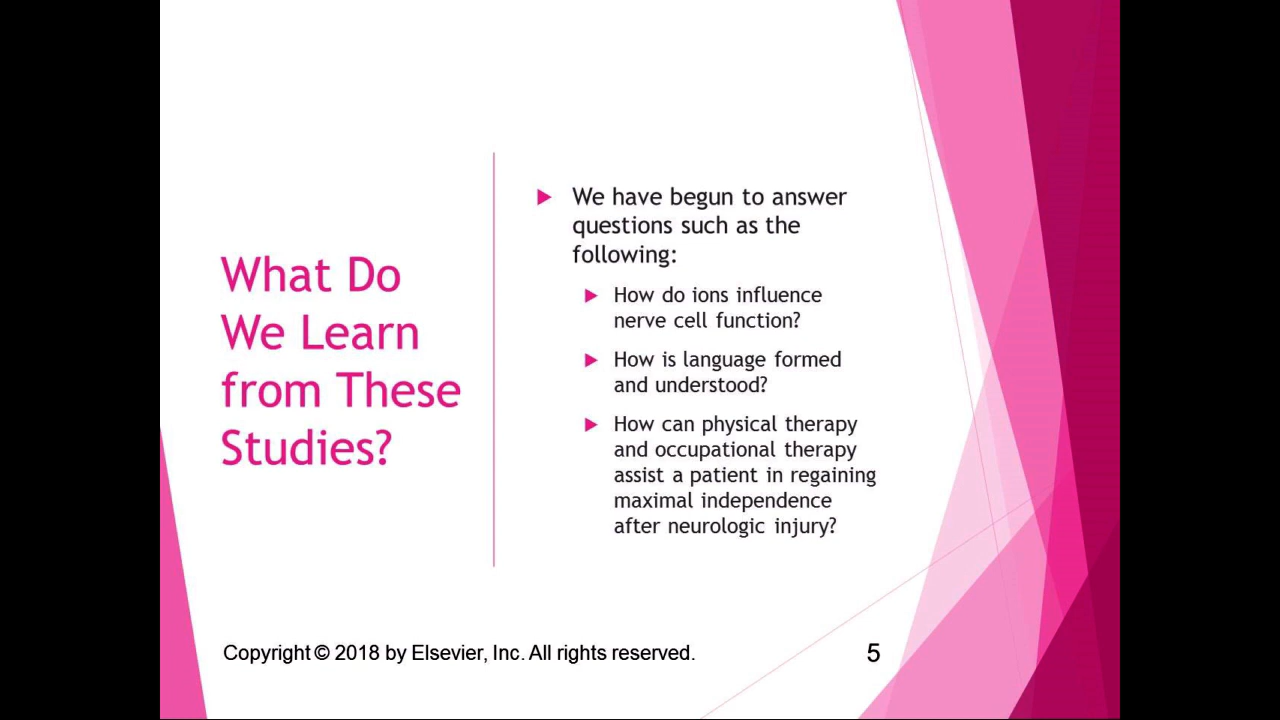 What Do
We Learn
from These
Studies?
We have begun to answer
questions such as the
following:
How do ions influence
nerve cell function?
How is language formed
and understood?
How can physical therapy
and occupational therapy
assist a patient in regaining
maximal independence
after neurologic injury?
Copyright © 2018 by Elsevier, Inc. All rights reserved.
5